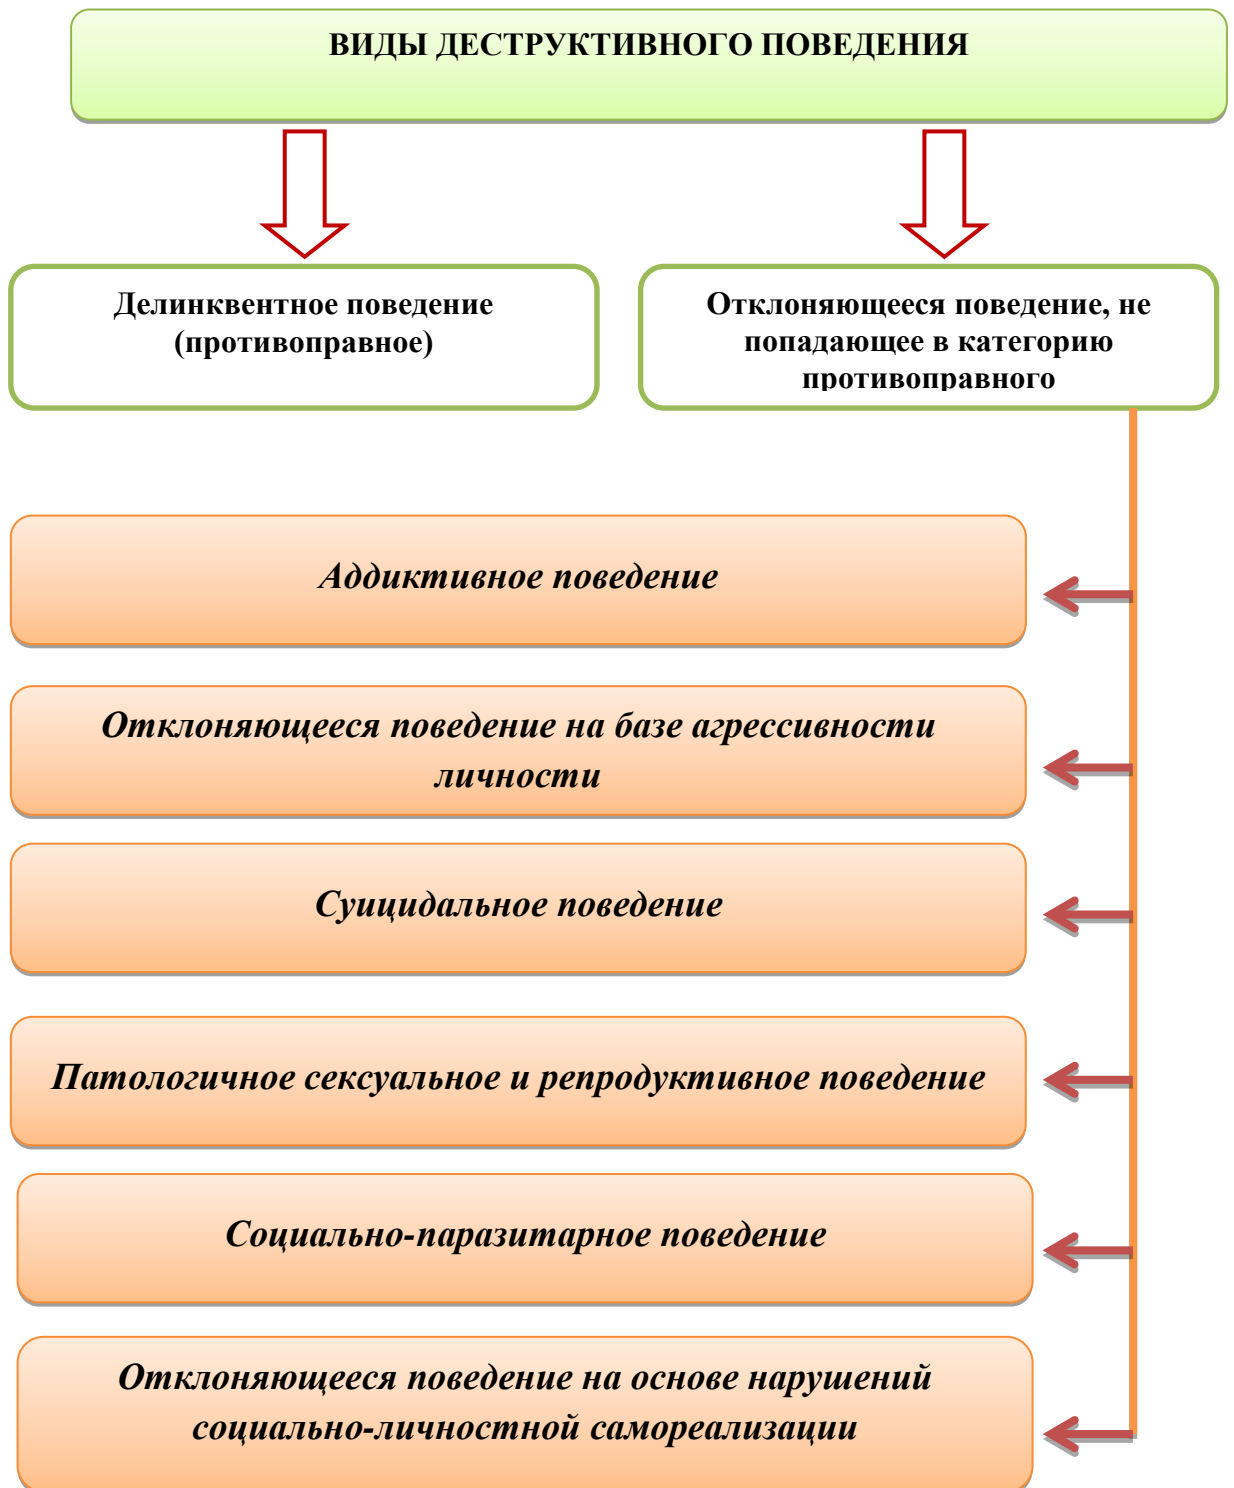 ВИДЫ ДЕСТРУКТИВНОГО ПОВЕДЕНИЯ
Делинквентное поведение
(противоправное)
Отклоняющееся поведение, не
попадающее в категорию
противоправного
Аддиктивное поведение
Отклоняющееся поведение на базе агрессивности
личности
Суицидальное поведение
Патологичное сексуальное и репродуктивное поведение
Социально-паразитарное поведение
Отклоняющееся поведение на основе нарушений
социально-личностной самореализации